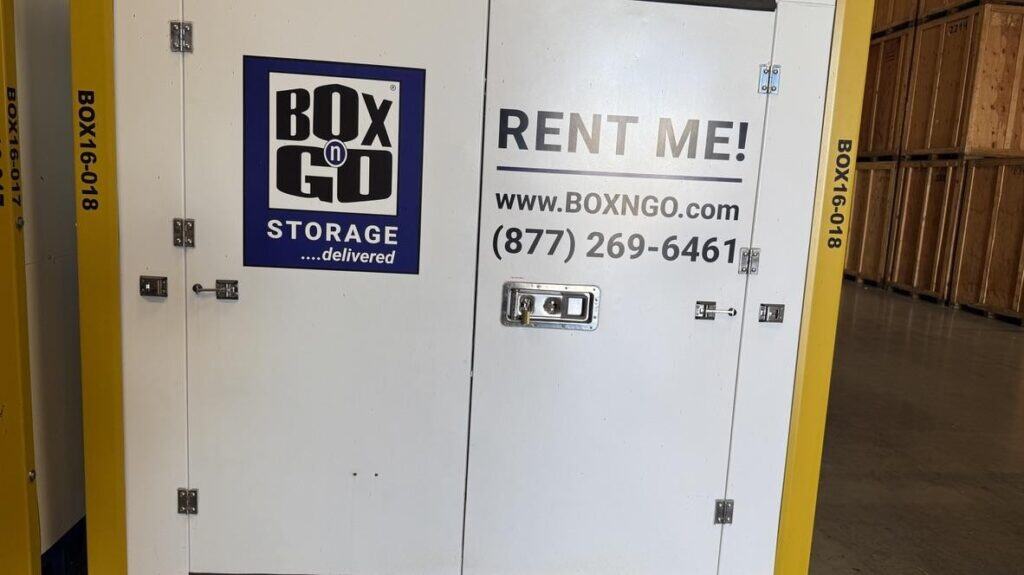 BOX16-017
BOX16-018
BOX
n
GO
®
STORAGE
....delivered
RENT ME!
www.BOXNGO.com
(877) 269-6461
BOX16-018